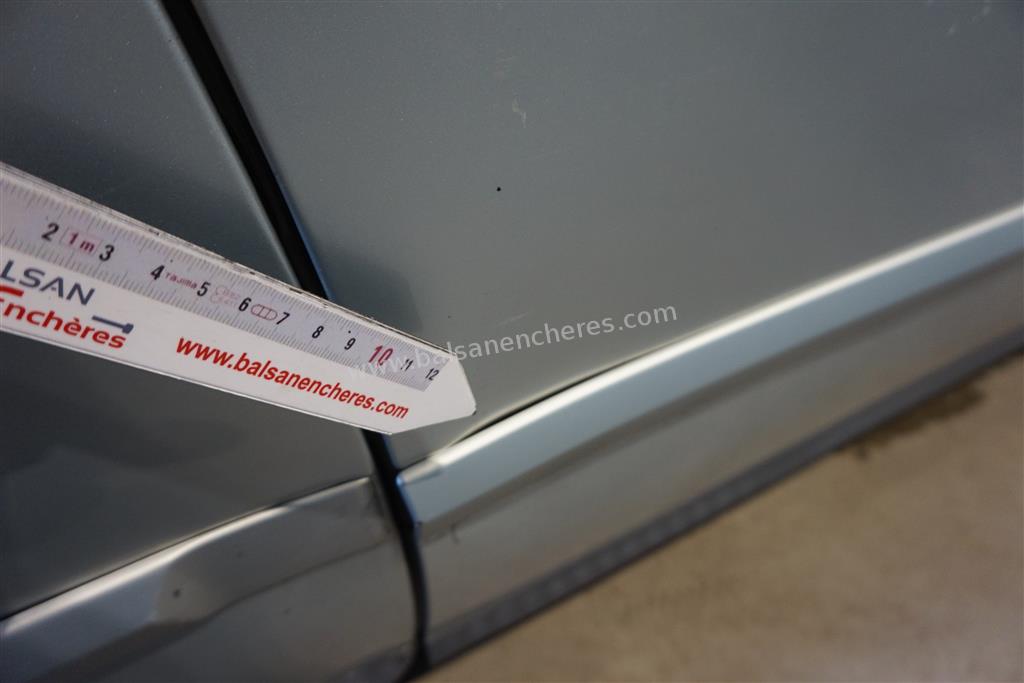 2 1m 3 4 TAJIMA 5 6 7 8 9 10 11 12
LSAN
Enchères
www.balsanencheres.com
www.balsanencheres.com